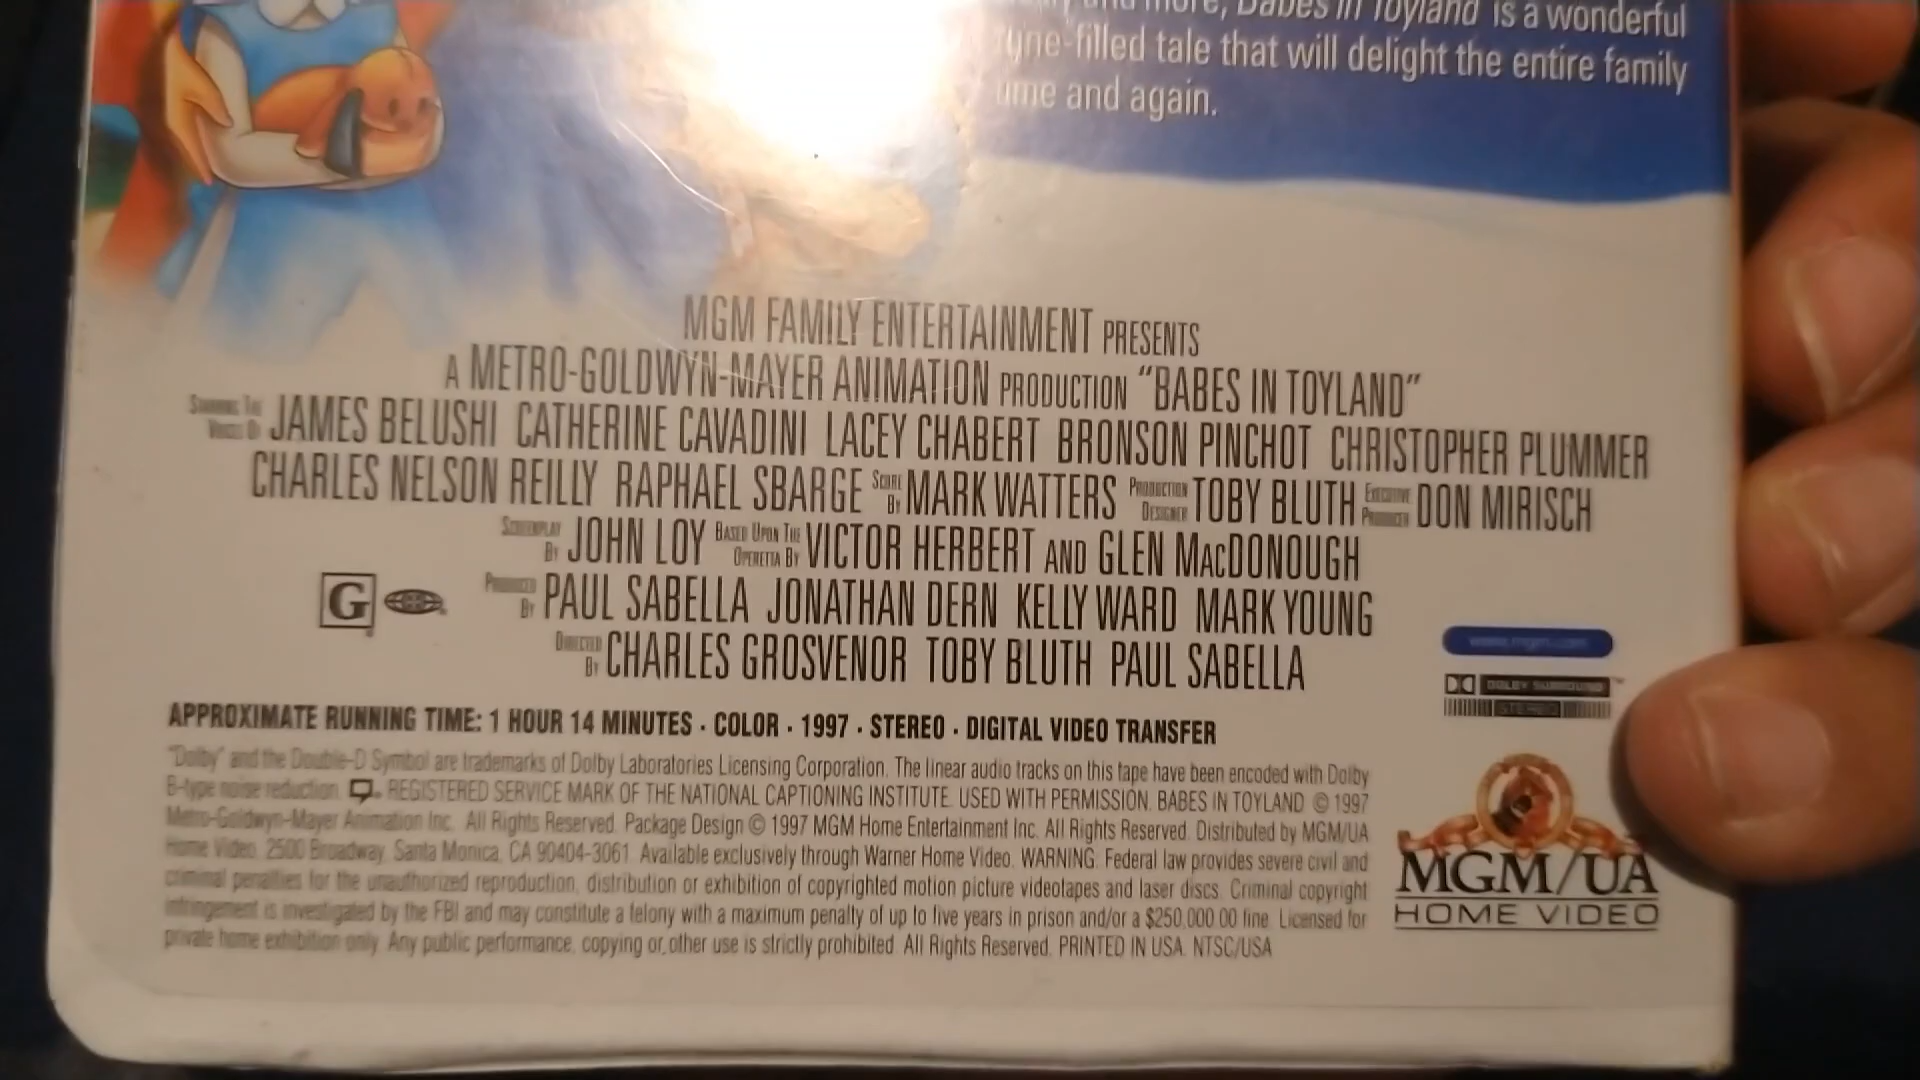 and more, Babes in Toyland is a wonderful
-filled tale that will delight the entire family
time and again.
MGM FAMILY ENTERTAINMENT PRESENTS
A METRO-GOLDWYN-MAYER ANIMATION PRODUCTION “BABES IN TOYLAND”
STARRING THE VOICES OF JAMES BELUSHI CATHERINE CAVADINI LACEY CHABERT BRONSON PINCHOT CHRISTOPHER PLUMMER
CHARLES NELSON REILLY RAPHAEL SBARGE SCORE BY MARK WATTERS PRODUCTION DESIGNER TOBY BLUTH EXECUTIVE PRODUCER DON MIRISCH
SCREENPLAY BY JOHN LOY BASED UPON THE OPERETTA BY VICTOR HERBERT AND GLEN MACDONOUGH
G PRODUCED BY PAUL SABELLA JONATHAN DERN KELLY WARD MARK YOUNG
DIRECTED BY CHARLES GROSVENOR TOBY BLUTH PAUL SABELLA
www.mgm.com
DOLBY SURROUND™
STEREO
APPROXIMATE RUNNING TIME: 1 HOUR 14 MINUTES · COLOR · 1997 · STEREO · DIGITAL VIDEO TRANSFER
"Dolby" and the Double-D Symbol are trademarks of Dolby Laboratories Licensing Corporation. The linear audio tracks on this tape have been encoded with Dolby
B-type noise reduction. REGISTERED SERVICE MARK OF THE NATIONAL CAPTIONING INSTITUTE. USED WITH PERMISSION. BABES IN TOYLAND © 1997
Metro-Goldwyn-Mayer Animation Inc. All Rights Reserved. Package Design © 1997 MGM Home Entertainment Inc. All Rights Reserved. Distributed by MGM/UA
Home Video, 2500 Broadway, Santa Monica, CA 90404-3061. Available exclusively through Warner Home Video. WARNING: Federal law provides severe civil and
criminal penalties for the unauthorized reproduction, distribution or exhibition of copyrighted motion picture videotapes and laser discs. Criminal copyright
infringement is investigated by the FBI and may constitute a felony with a maximum penalty of up to five years in prison and/or a $250,000.00 fine. Licensed for
private home exhibition only. Any public performance, copying or other use is strictly prohibited. All Rights Reserved. PRINTED IN USA. NTSC/USA
MGM/UA
HOME VIDEO